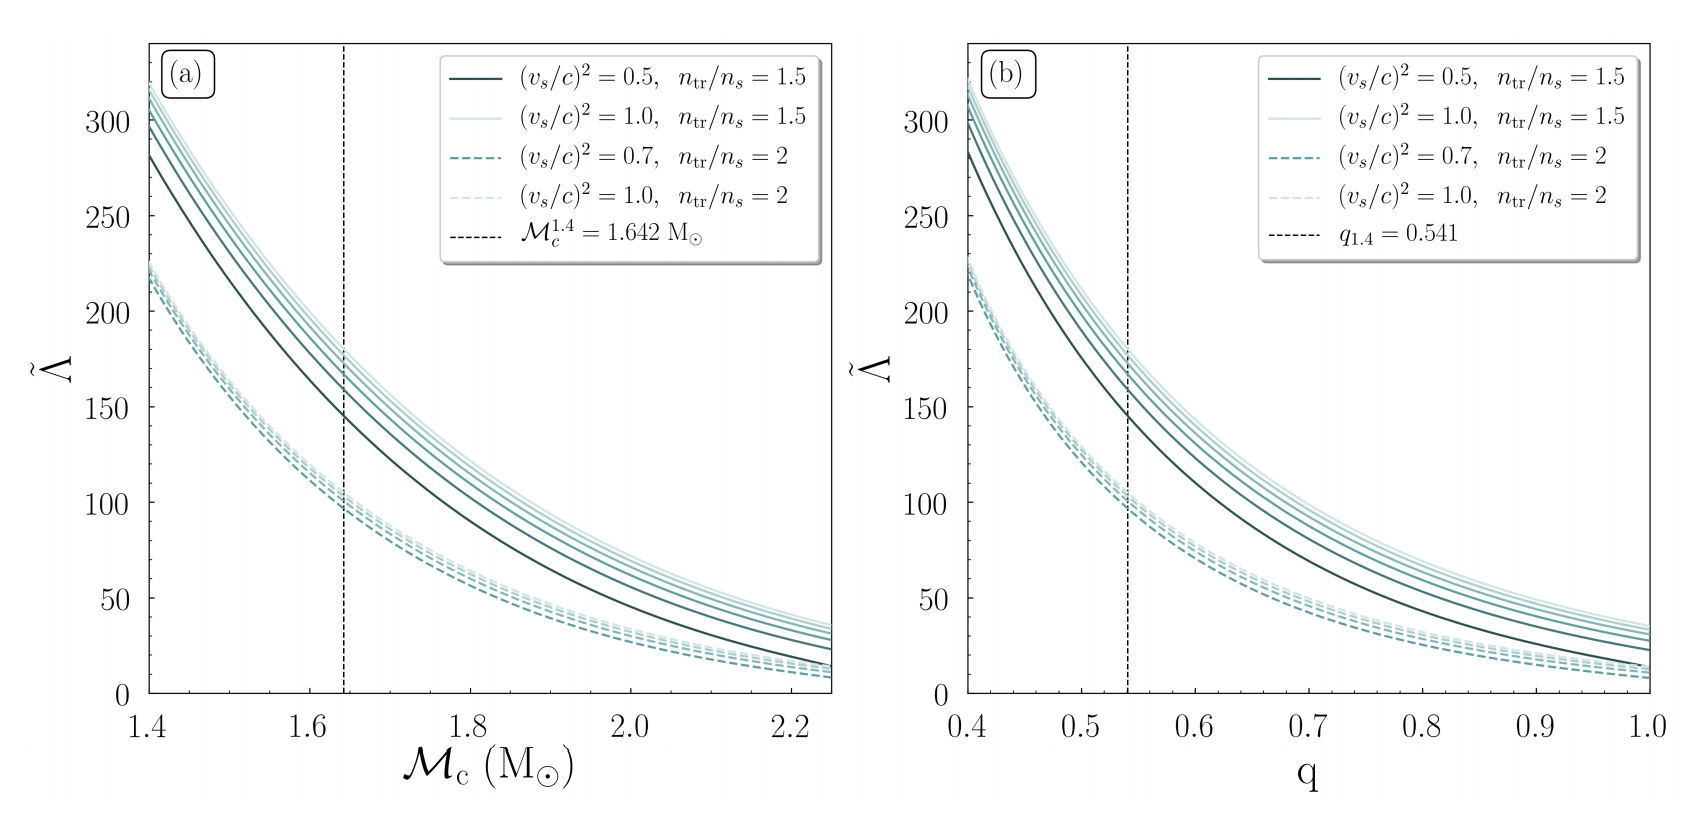 (a)
(v_s/c)² = 0.5, n_tr/n_s = 1.5
(v_s/c)² = 1.0, n_tr/n_s = 1.5
(v_s/c)² = 0.7, n_tr/n_s = 2
(v_s/c)² = 1.0, n_tr/n_s = 2
ℳ_c^1.4 = 1.642 M_⊙
Λ̃
300
250
200
150
100
50
0
1.4 1.6 1.8 2.0 2.2
ℳ_c (M_⊙)
(b)
(v_s/c)² = 0.5, n_tr/n_s = 1.5
(v_s/c)² = 1.0, n_tr/n_s = 1.5
(v_s/c)² = 0.7, n_tr/n_s = 2
(v_s/c)² = 1.0, n_tr/n_s = 2
q_1.4 = 0.541
Λ̃
300
250
200
150
100
50
0
0.4 0.5 0.6 0.7 0.8 0.9 1.0
q